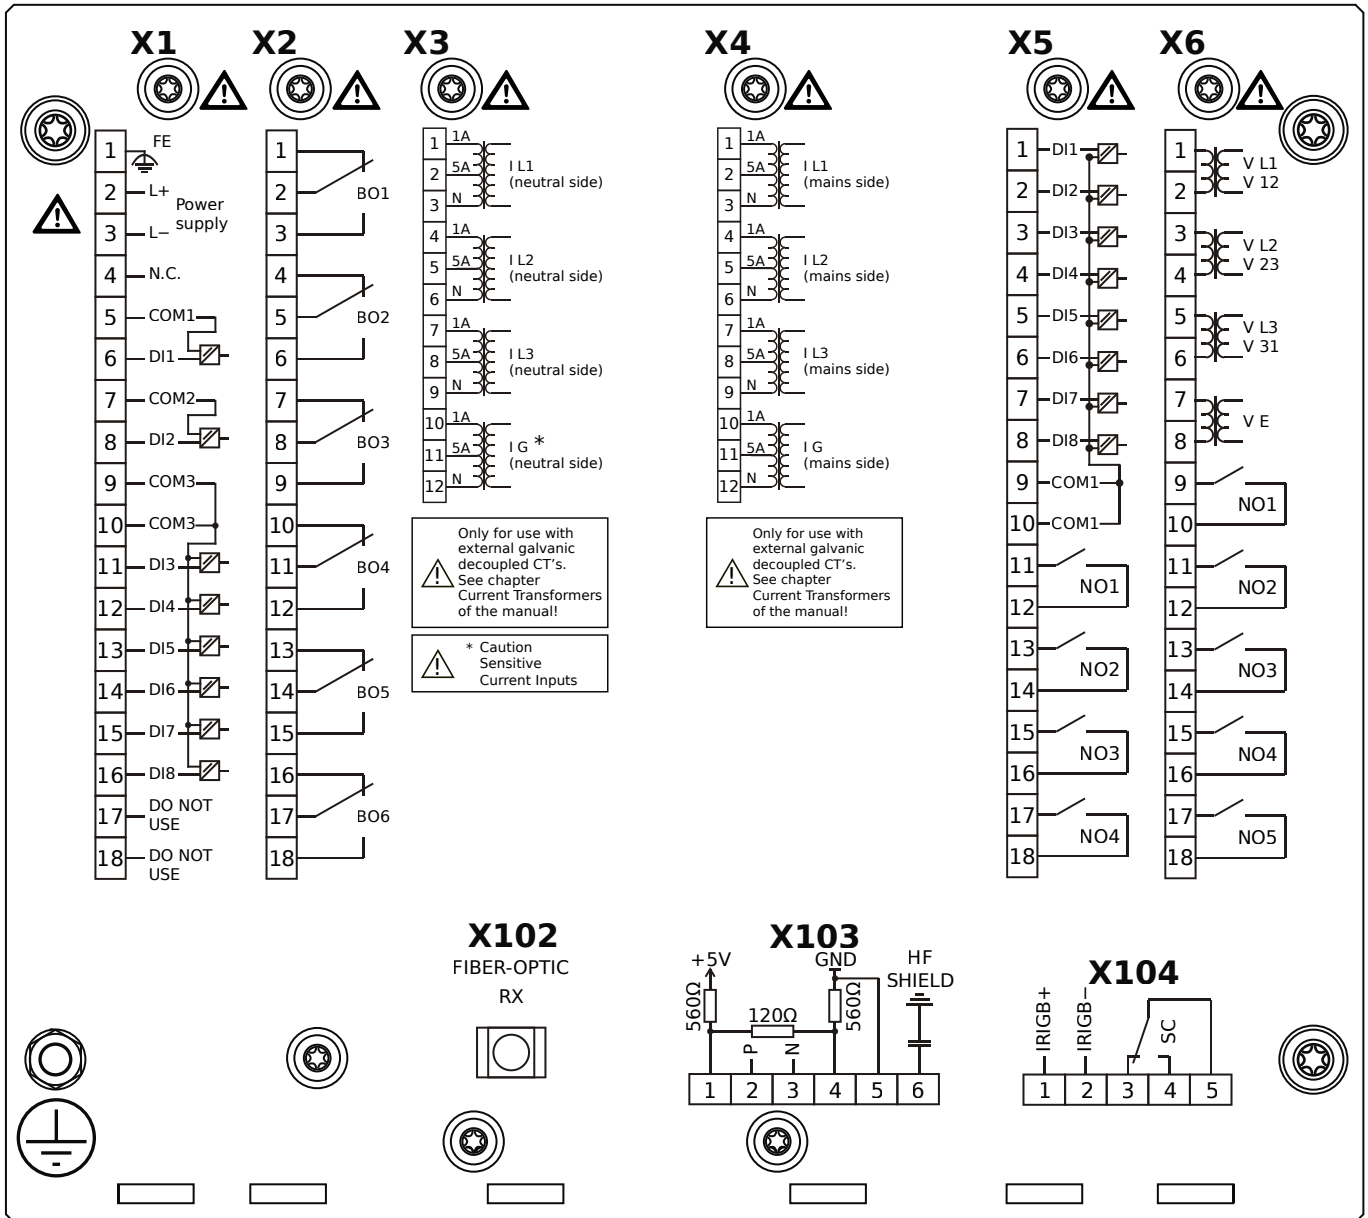 X1
X2
X3
X4
X5
X6
1 FE
2 L+
Power
supply
3 L−
4 N.C.
5 COM1
6 DI1
7 COM2
8 DI2
9 COM3
10 COM3
11 DI3
12 DI4
13 DI5
14 DI6
15 DI7
16 DI8
17 DO NOT
USE
18 DO NOT
USE
1
2 BO1
3
4
5 BO2
6
7
8 BO3
9
10
11 BO4
12
13
14 BO5
15
16
17 BO6
18
1 1A
2 5A
3 N
I L1
(neutral side)
4 1A
5 5A
6 N
I L2
(neutral side)
7 1A
8 5A
9 N
I L3
(neutral side)
10 1A
11 5A
12 N
I G *
(neutral side)
Only for use with
external galvanic
decoupled CT's.
See chapter
Current Transformers
of the manual!
* Caution
Sensitive
Current Inputs
1 1A
2 5A
3 N
I L1
(mains side)
4 1A
5 5A
6 N
I L2
(mains side)
7 1A
8 5A
9 N
I L3
(mains side)
10 1A
11 5A
12 N
I G
(mains side)
Only for use with
external galvanic
decoupled CT's.
See chapter
Current Transformers
of the manual!
1 DI1
2 DI2
3 DI3
4 DI4
5 DI5
6 DI6
7 DI7
8 DI8
9 COM1
10 COM1
11
NO1
12
13
NO2
14
15
NO3
16
17
NO4
18
1 V L1
2 V 12
3 V L2
4 V 23
5 V L3
6 V 31
7
V E
8
9
NO1
10
11
NO2
12
13
NO3
14
15
NO4
16
17
NO5
18
X102
FIBER-OPTIC
RX
X103
+5V
GND
HF
SHIELD
560Ω
120Ω
560Ω
P
N
1 2 3 4 5 6
X104
IRIGB+
IRIGB−
SC
1 2 3 4 5